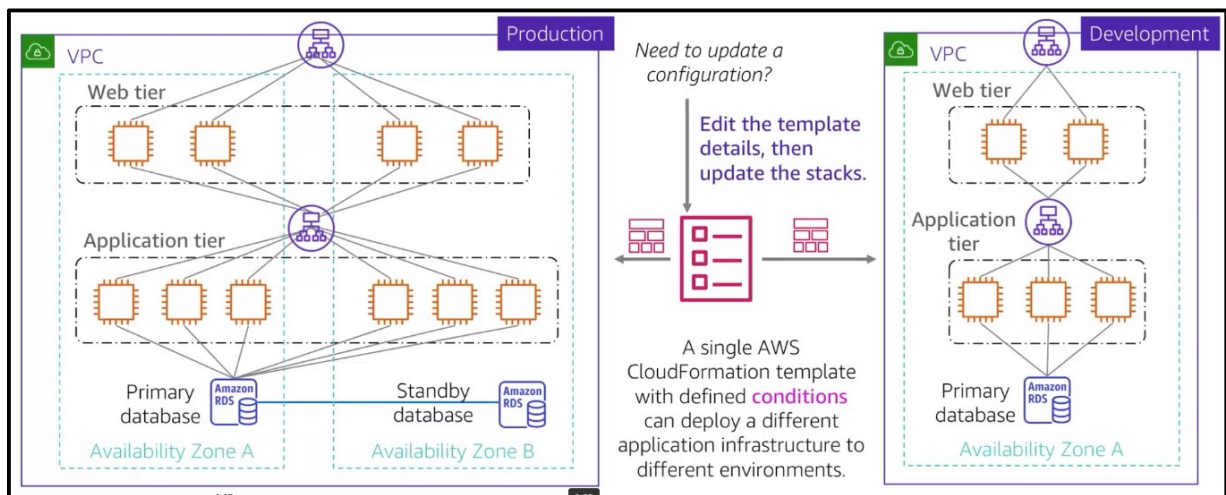 Production
VPC
Web tier
Application tier
Primary
database
Amazon
RDS
Standby
database
Amazon
RDS
Availability Zone A
Availability Zone B
Need to update a
configuration?
Edit the template
details, then
update the stacks.
A single AWS
CloudFormation template
with defined conditions
can deploy a different
application infrastructure to
different environments.
Development
VPC
Web tier
Application
tier
Primary
database
Amazon
RDS
Availability Zone A